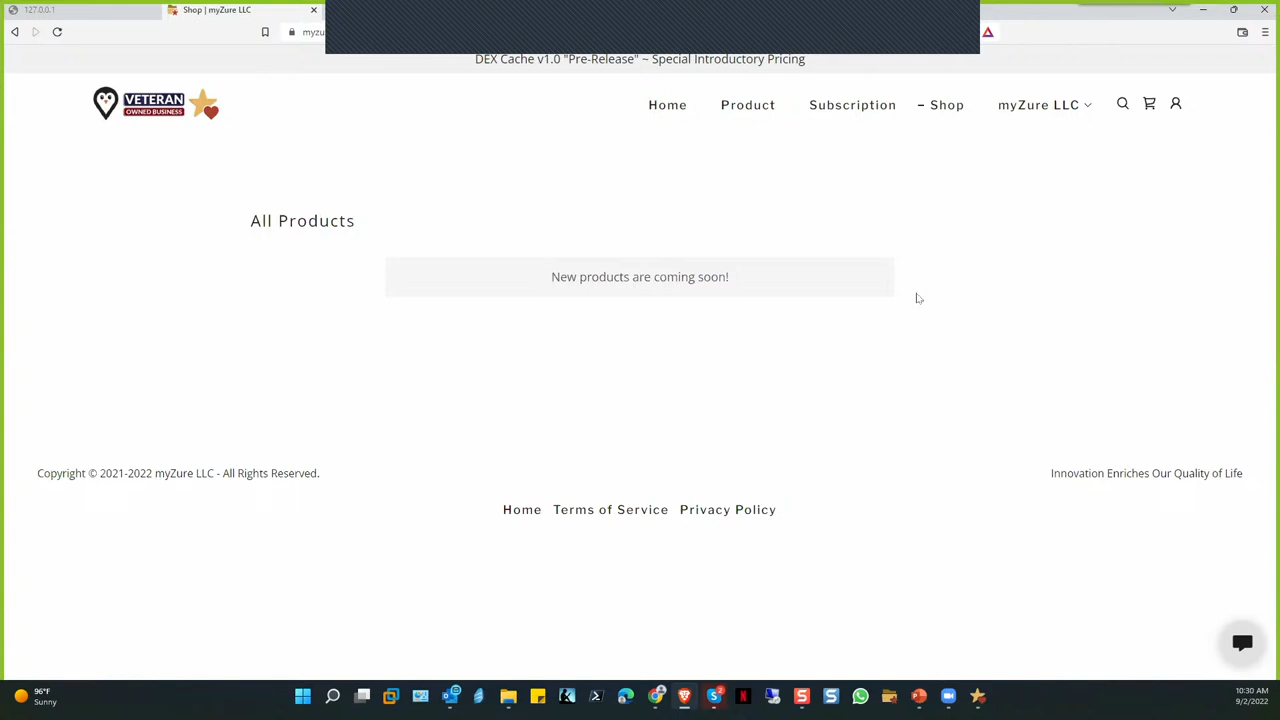 127.0.0.1
Shop | myZure LLC
myzu
DEX Cache v1.0 "Pre-Release" ~ Special Introductory Pricing
VETERAN
OWNED BUSINESS
Home Product Subscription - Shop myZure LLC
All Products
New products are coming soon!
Copyright © 2021-2022 myZure LLC - All Rights Reserved.
Innovation Enriches Our Quality of Life
Home Terms of Service Privacy Policy
96°F
Sunny
2
N
S
S
10:30 AM
9/2/2022